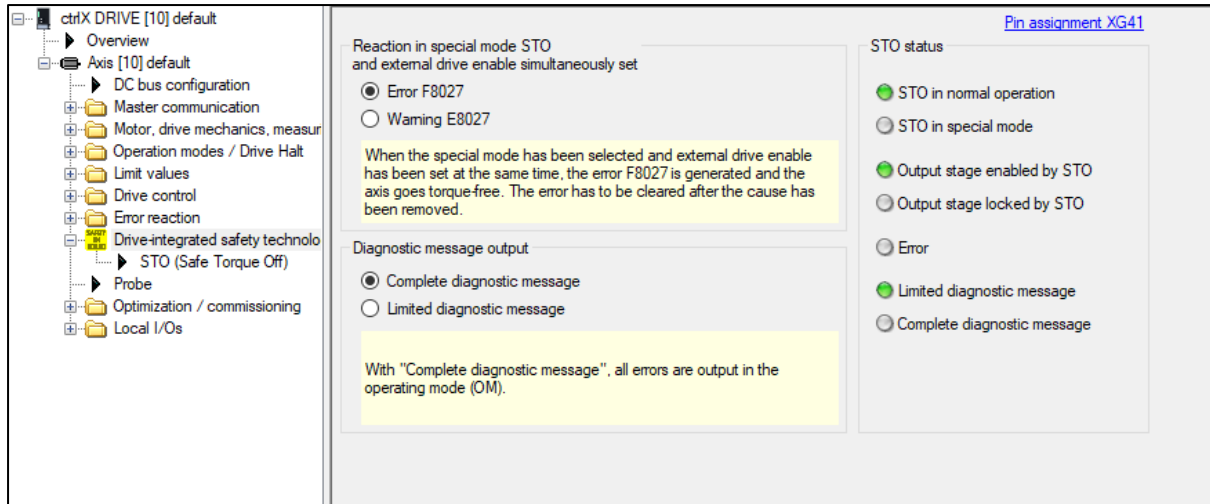 ctrlX DRIVE [10] default
Overview
Axis [10] default
DC bus configuration
Master communication
Motor, drive mechanics, measur
Operation modes / Drive Halt
Limit values
Drive control
Error reaction
SAFETY
Drive-integrated safety technolo
STO (Safe Torque Off)
Probe
Optimization / commissioning
Local I/Os
Pin assignment XG41
Reaction in special mode STO
and external drive enable simultaneously set
Error F8027
Warning E8027
When the special mode has been selected and external drive enable
has been set at the same time, the error F8027 is generated and the
axis goes torque-free. The error has to be cleared after the cause has
been removed.
Diagnostic message output
Complete diagnostic message
Limited diagnostic message
With "Complete diagnostic message", all errors are output in the
operating mode (OM).
STO status
STO in normal operation
STO in special mode
Output stage enabled by STO
Output stage locked by STO
Error
Limited diagnostic message
Complete diagnostic message